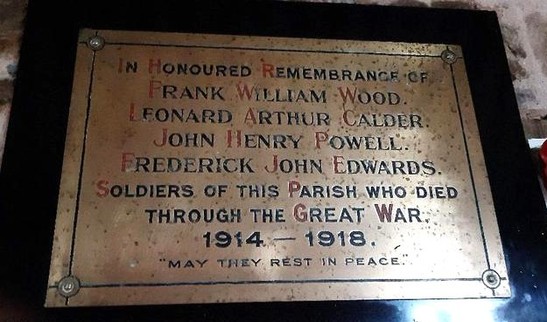 In Honoured Remembrance of
Frank William Wood.
Leonard Arthur Calder.
John Henry Powell.
Frederick John Edwards.
Soldiers of this Parish who died
through the Great War.
1914 — 1918.
"May they rest in peace."